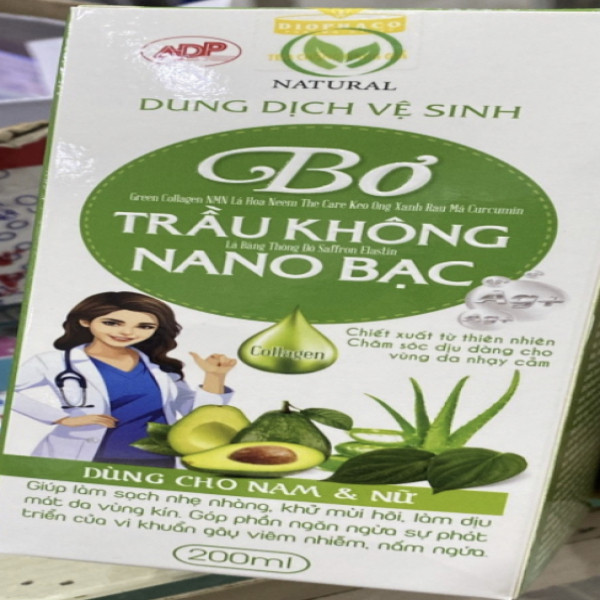 DIOPHACO
ADP
NATURAL
DUNG DỊCH VỆ SINH
Bơ
Green Collagen NMN Lá Hoa Neem The Care Keo Ong Xanh Rau Má Curcumin
TRẦU KHÔNG
Lá Bàng Thông Đỏ Saffron Elastin
NANO BẠC
Ag+
Ag+
Collagen
Chiết xuất từ thiên nhiên
Chăm sóc dịu dàng cho
vùng da nhạy cảm
DÙNG CHO NAM & NỮ
Giúp làm sạch nhẹ nhàng, khử mùi hôi, làm dịu
mát da vùng kín. Góp phần ngăn ngừa sự phát
triển của vi khuẩn gây viêm nhiễm, nấm ngứa.
200ml